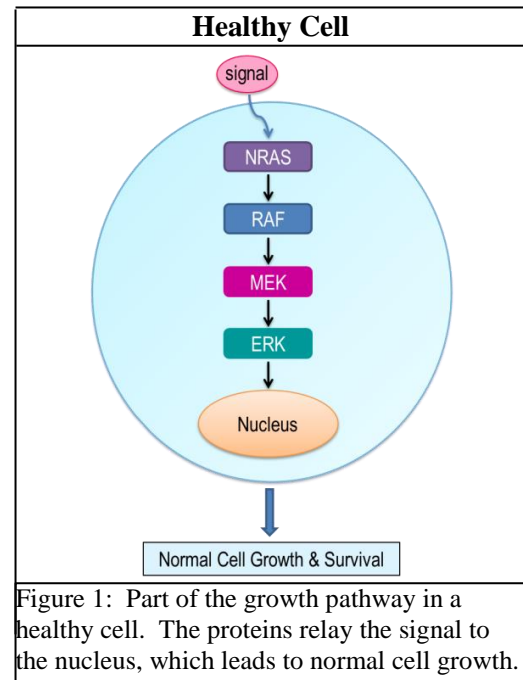 Healthy Cell
signal
NRAS
RAF
MEK
ERK
Nucleus
Normal Cell Growth & Survival
Figure 1: Part of the growth pathway in a
healthy cell. The proteins relay the signal to
the nucleus, which leads to normal cell growth.